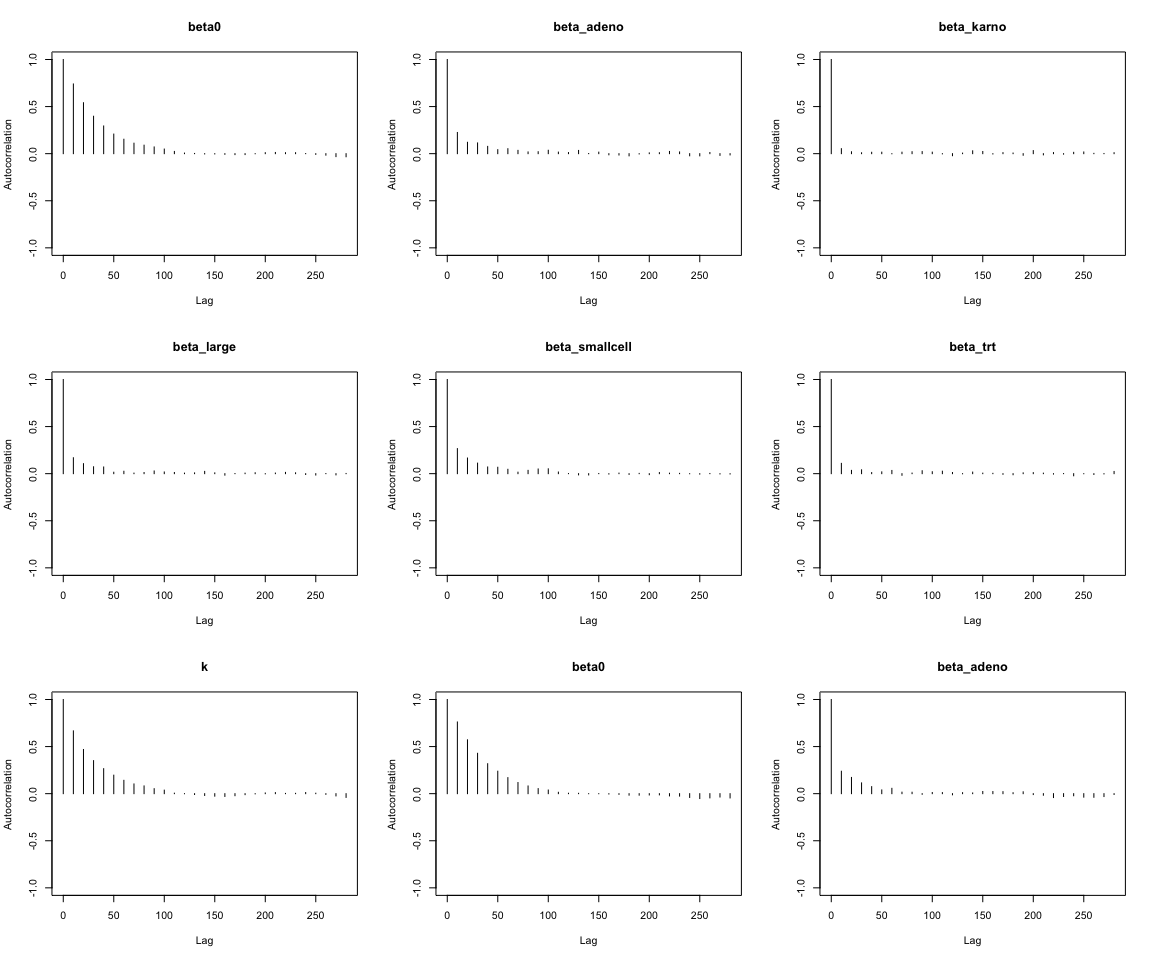 beta0 beta_adeno beta_karno
Autocorrelation Autocorrelation Autocorrelation
1.0 1.0 1.0
0.5 0.5 0.5
0.0 0.0 0.0
-0.5 -0.5 -0.5
-1.0 -1.0 -1.0
0 50 100 150 200 250 0 50 100 150 200 250 0 50 100 150 200 250
Lag Lag Lag
beta_large beta_smallcell beta_trt
Autocorrelation Autocorrelation Autocorrelation
1.0 1.0 1.0
0.5 0.5 0.5
0.0 0.0 0.0
-0.5 -0.5 -0.5
-1.0 -1.0 -1.0
0 50 100 150 200 250 0 50 100 150 200 250 0 50 100 150 200 250
Lag Lag Lag
k beta0 beta_adeno
Autocorrelation Autocorrelation Autocorrelation
1.0 1.0 1.0
0.5 0.5 0.5
0.0 0.0 0.0
-0.5 -0.5 -0.5
-1.0 -1.0 -1.0
0 50 100 150 200 250 0 50 100 150 200 250 0 50 100 150 200 250
Lag Lag Lag